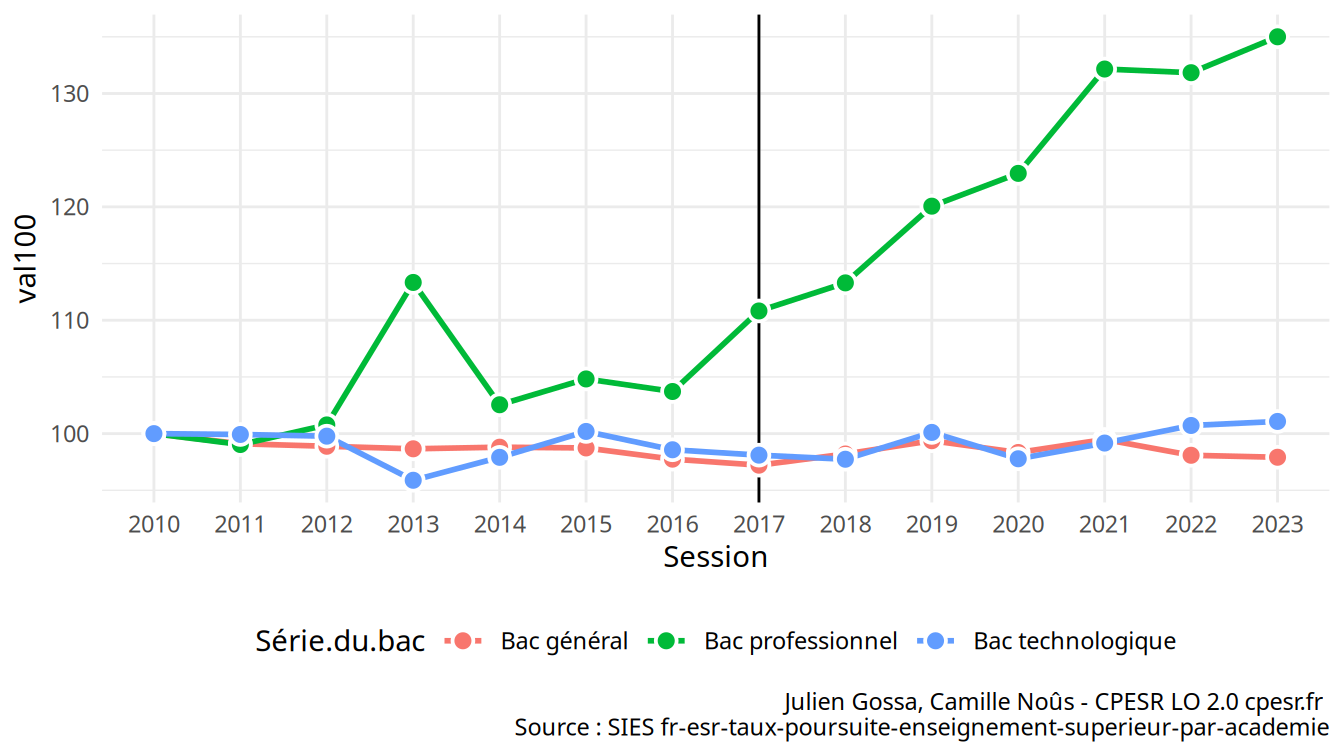 130
120
110
100
val100
2010 2011 2012 2013 2014 2015 2016 2017 2018 2019 2020 2021 2022 2023
Session
Série.du.bac Bac général Bac professionnel Bac technologique
Julien Gossa, Camille Noûs - CPESR LO 2.0 cpesr.fr
Source : SIES fr-esr-taux-poursuite-enseignement-superieur-par-academie